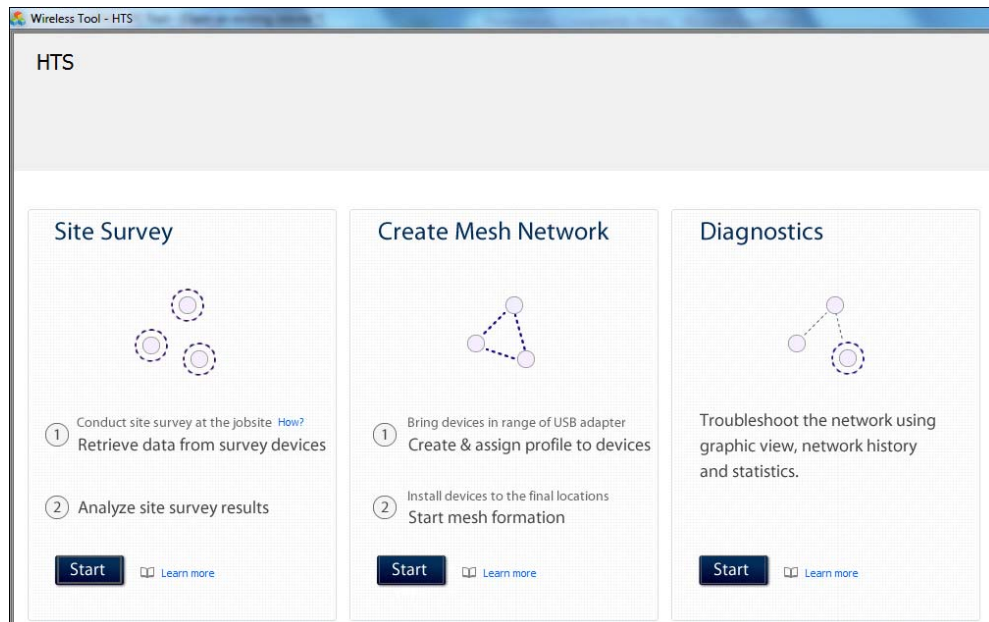 Wireless Tool - HTS
HTS
Site Survey
1 Conduct site survey at the jobsite How?
Retrieve data from survey devices
2 Analyze site survey results
Start Learn more
Create Mesh Network
1 Bring devices in range of USB adapter
Create & assign profile to devices
2 Install devices to the final locations
Start mesh formation
Start Learn more
Diagnostics
Troubleshoot the network using
graphic view, network history
and statistics.
Start Learn more